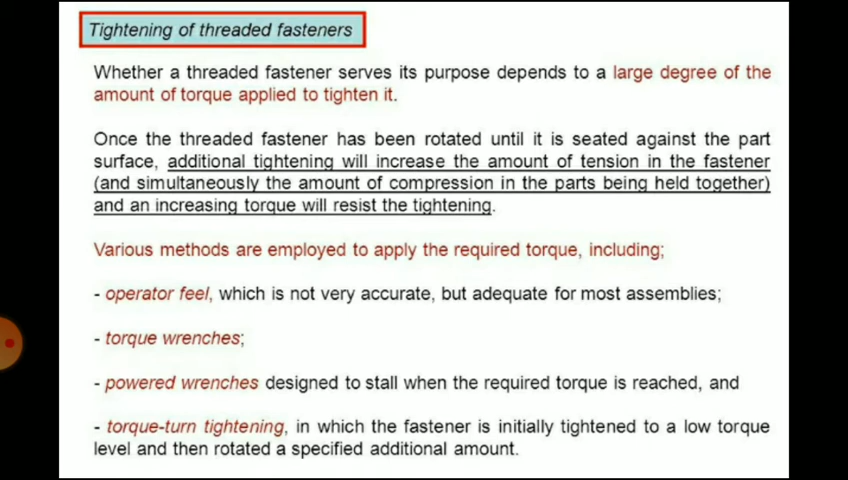 Tightening of threaded fasteners
Whether a threaded fastener serves its purpose depends to a large degree of the
amount of torque applied to tighten it.
Once the threaded fastener has been rotated until it is seated against the part
surface, additional tightening will increase the amount of tension in the fastener
(and simultaneously the amount of compression in the parts being held together)
and an increasing torque will resist the tightening.
Various methods are employed to apply the required torque, including;
- operator feel, which is not very accurate, but adequate for most assemblies;
- torque wrenches;
- powered wrenches designed to stall when the required torque is reached, and
- torque-turn tightening, in which the fastener is initially tightened to a low torque
level and then rotated a specified additional amount.